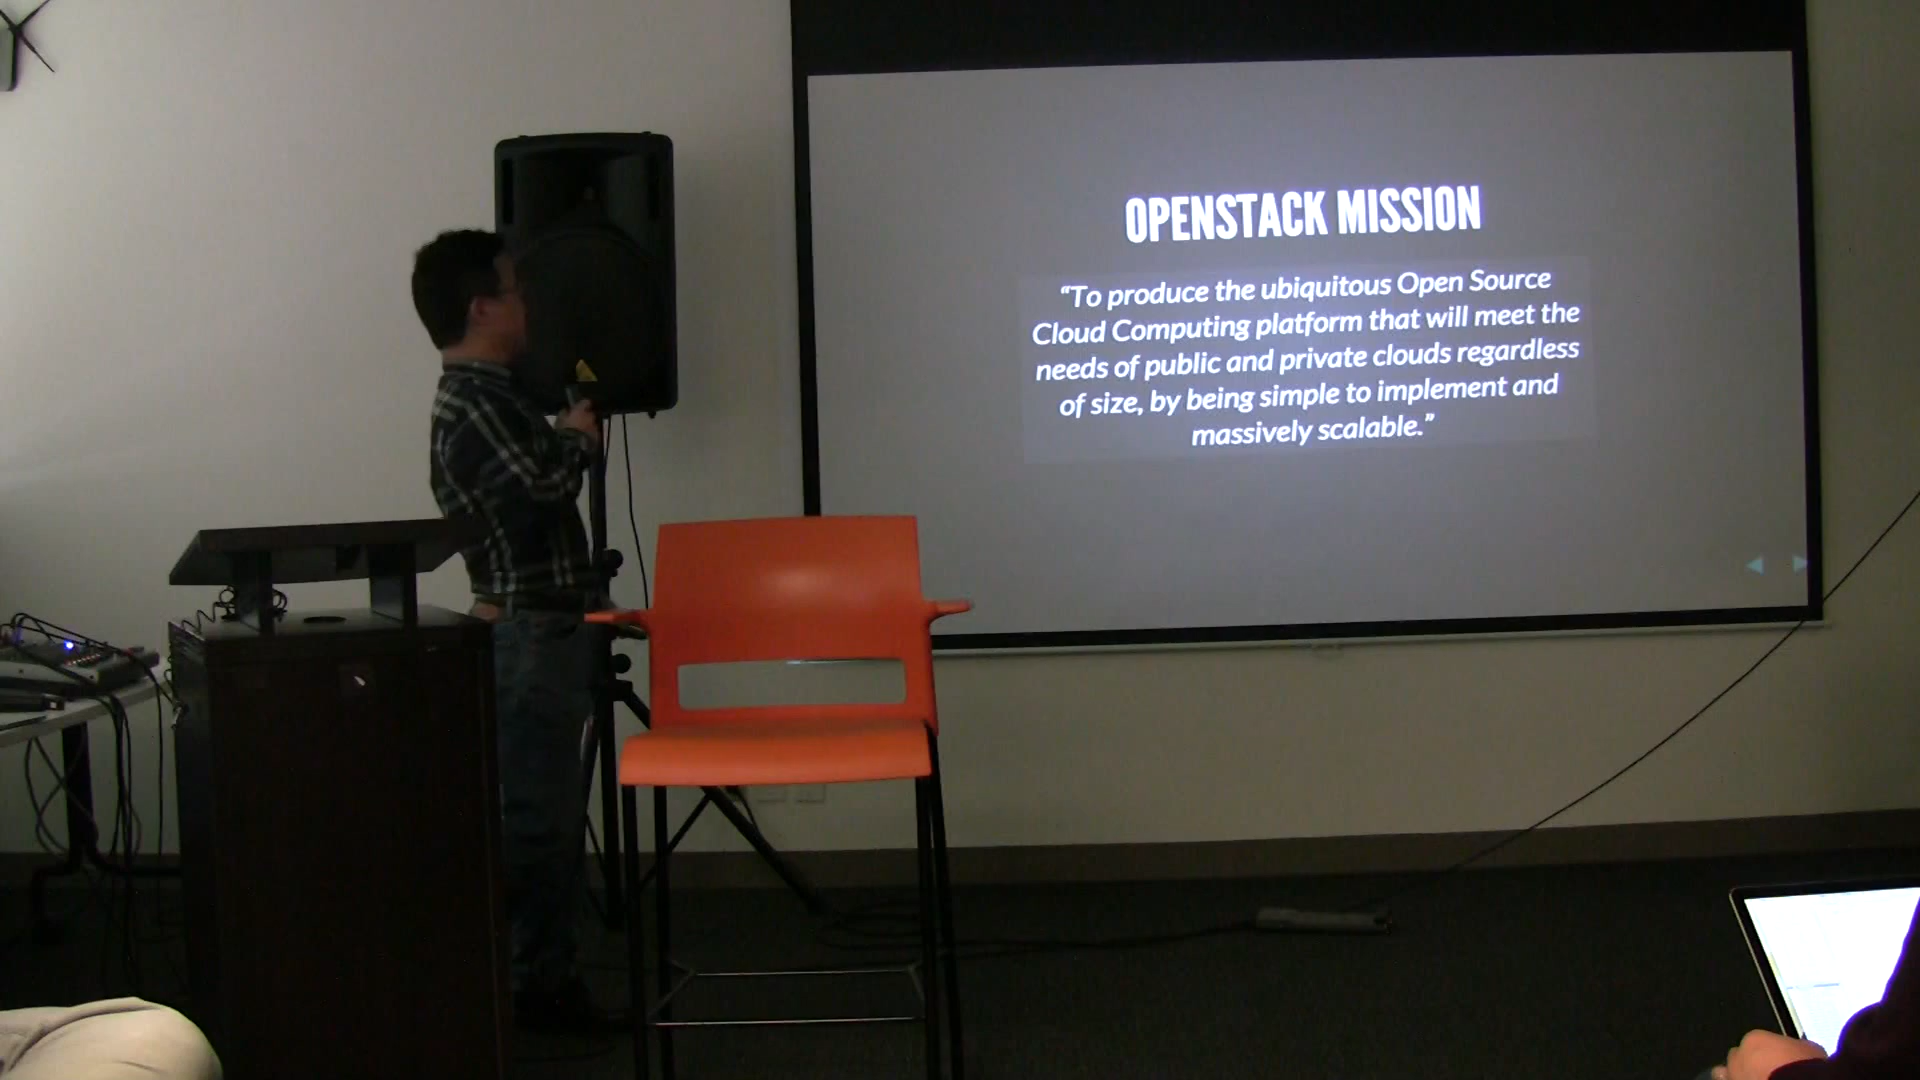 OPENSTACK MISSION
“To produce the ubiquitous Open Source
Cloud Computing platform that will meet the
needs of public and private clouds regardless
of size, by being simple to implement and
massively scalable.”